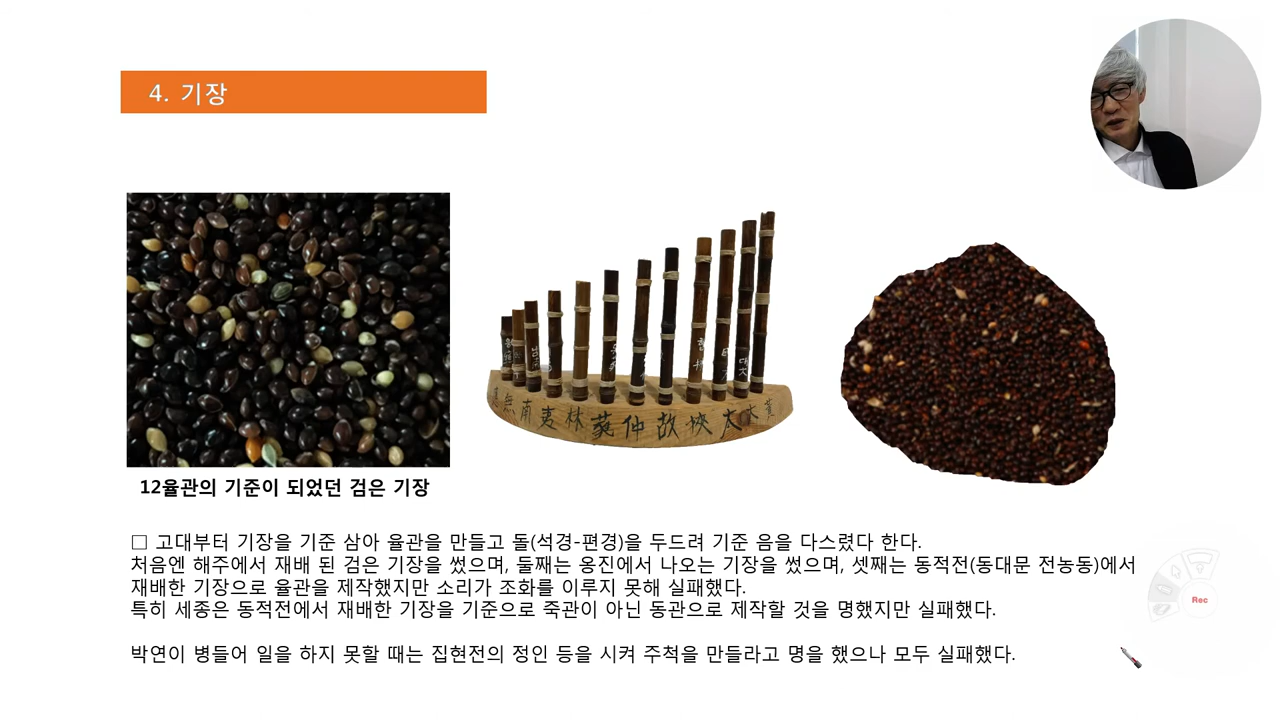 4. 기장
無 南 夷 林 蕤 仲 故 太
12율관의 기준이 되었던 검은 기장
□ 고대부터 기장을 기준 삼아 율관을 만들고 돌(석경-편경)을 두드려 기준 음을 다스렸다 한다.
처음엔 해주에서 재배 된 검은 기장을 썼으며, 둘째는 옹진에서 나오는 기장을 썼으며, 셋째는 동적전(동대문 전농동)에서
재배한 기장으로 율관을 제작했지만 소리가 조화를 이루지 못해 실패했다.
특히 세종은 동적전에서 재배한 기장을 기준으로 죽관이 아닌 동관으로 제작할 것을 명했지만 실패했다.
박연이 병들어 일을 하지 못할 때는 집현전의 정인 등을 시켜 주척을 만들라고 명을 했으나 모두 실패했다.
Rec